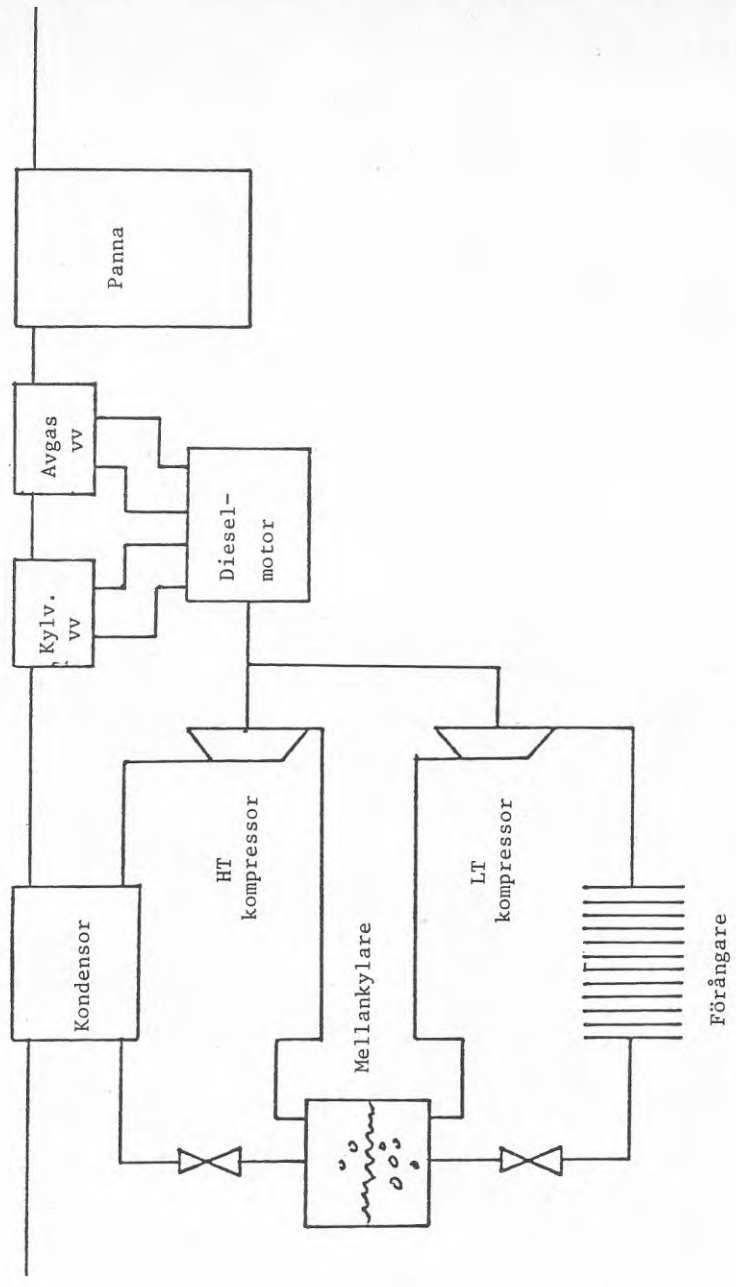 Panna
Avgas
vv
Kylv.
vv
Diesel-
motor
Kondensor
HT
kompressor
LT
kompressor
Mellankylare
Förångare